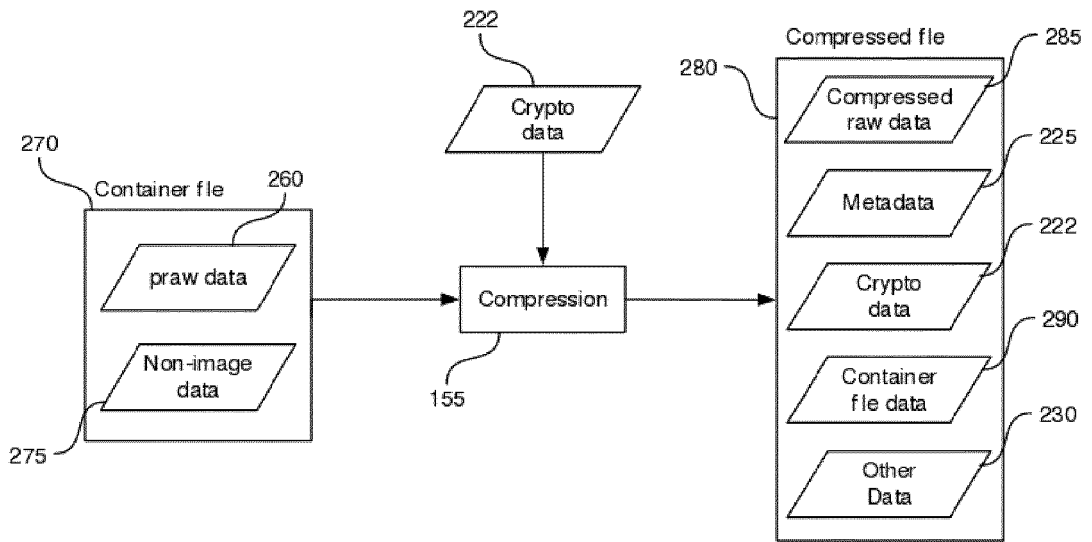 222
Crypto
data
270
Container fle
260
praw data
Non-image
data
275
Compression
155
Compressed fle
280
285
Compressed
raw data
225
Metadata
222
Crypto
data
290
Container
fle data
230
Other
Data